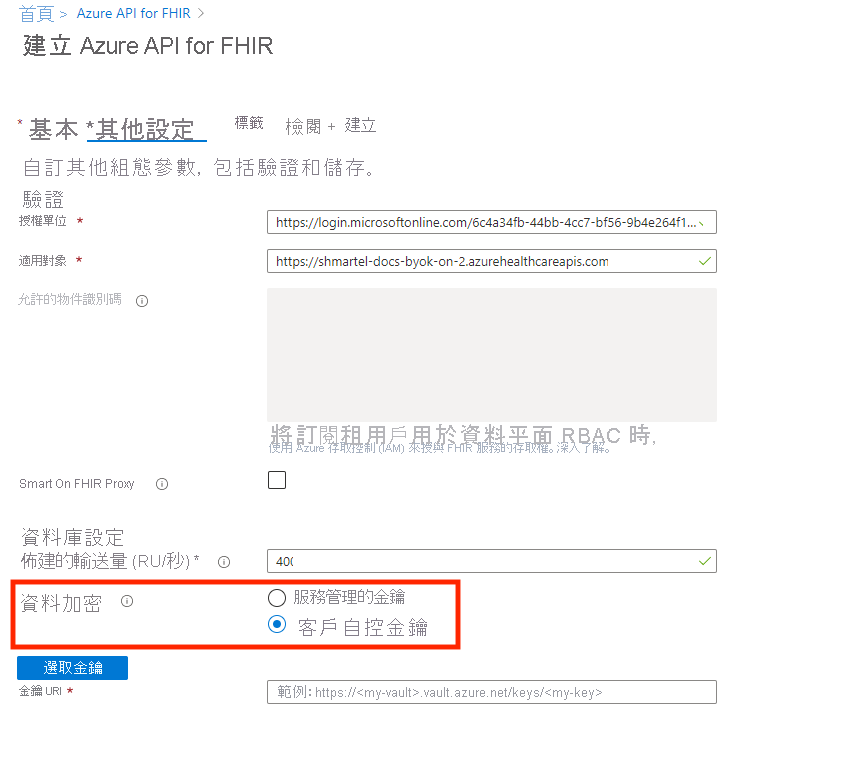 首頁 > Azure API for FHIR >
建立 Azure API for FHIR
* 基本 *其他設定 標籤 檢閱 + 建立
自訂其他組態參數, 包括驗證和儲存。
驗證
授權單位 * https://login.microsoftonline.com/6c4a34fb-44bb-4cc7-bf56-9b4e264f1...
適用對象 * https://shmartel-docs-byok-on-2.azurehealthcareapis.com
允許的物件識別碼
將訂閱租用戶用於資料平面 RBAC 時,
使用 Azure 存取控制 (IAM) 來授與 FHIR 服務的存取權。深入了解。
Smart On FHIR Proxy
資料庫設定
佈建的輸送量 (RU/秒) * 400
資料加密 服務管理的金鑰
客戶自控金鑰
選取金鑰
金鑰 URI * 範例: https://<my-vault>.vault.azure.net/keys/<my-key>